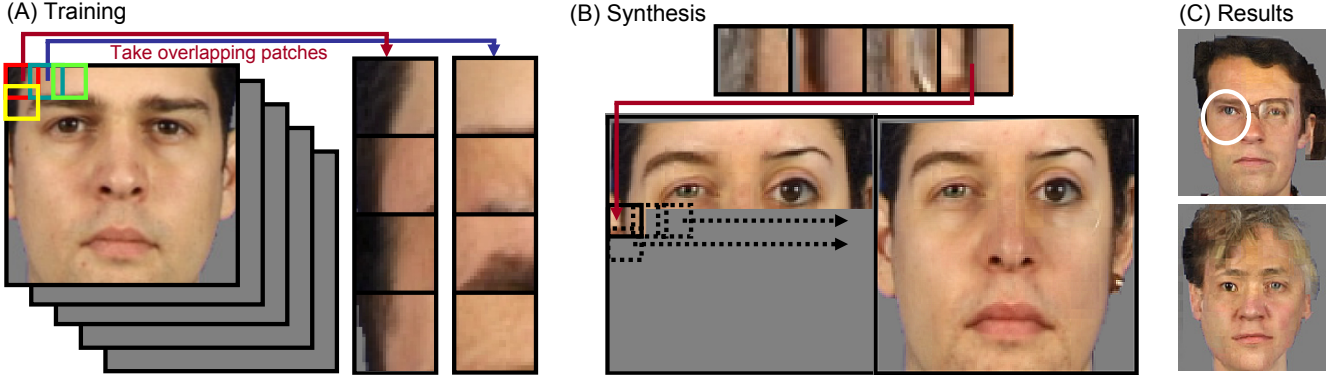 (A) Training
Take overlapping patches
(B) Synthesis
(C) Results